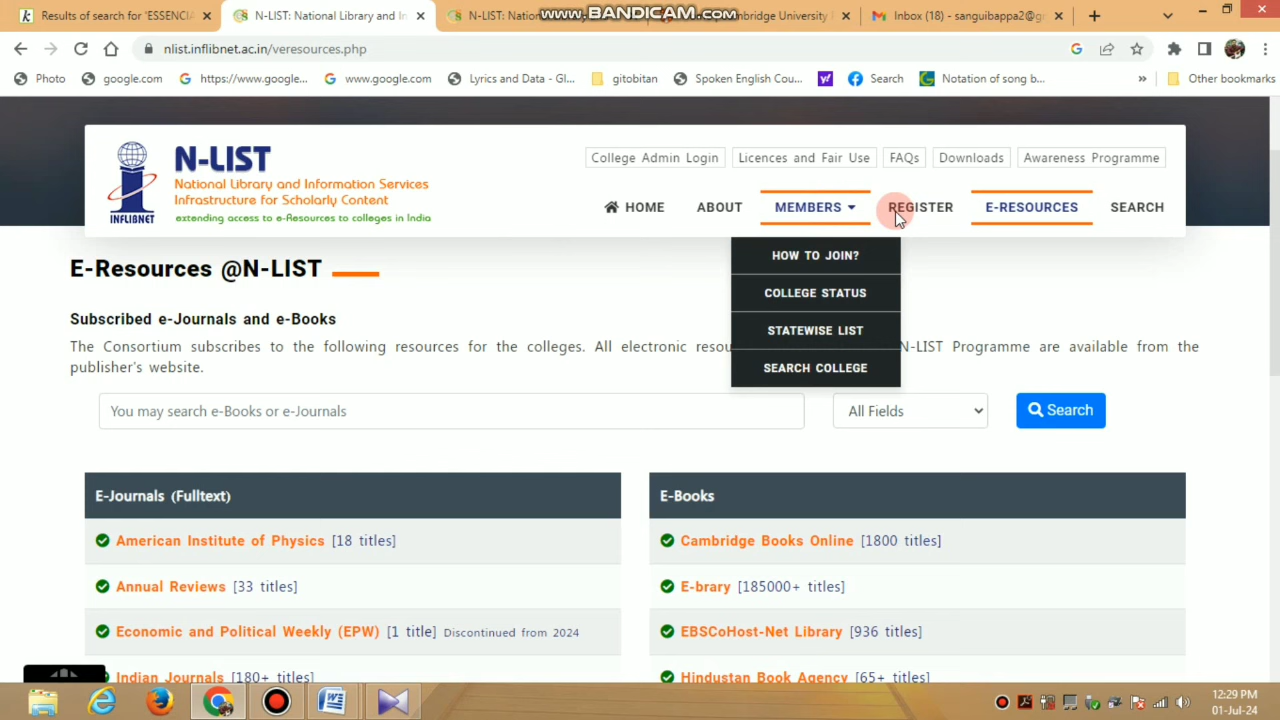 Results of search for 'ESSENCIA
N-LIST: National Library and In
N-LIST: Nation
www.BANDICAM.com
mbridge University
Inbox (18) - sanguibappa2@g
nlist.inflibnet.ac.in/veresources.php
Photo
google.com
https://www.google...
www.google.com
Lyrics and Data - Gl...
gitobitan
Spoken English Cou...
Search
Notation of song b...
»
Other bookmarks
INFLIBNET
N-LIST
National Library and Information Services
Infrastructure for Scholarly Content
extending access to e-Resources to colleges in India
College Admin Login
Licences and Fair Use
FAQs
Downloads
Awareness Programme
HOME
ABOUT
MEMBERS
REGISTER
E-RESOURCES
SEARCH
HOW TO JOIN?
COLLEGE STATUS
STATEWISE LIST
SEARCH COLLEGE
E-Resources @N-LIST
Subscribed e-Journals and e-Books
The Consortium subscribes to the following resources for the colleges. All electronic resou N-LIST Programme are available from the
publisher's website.
You may search e-Books or e-Journals
All Fields
Search
E-Journals (Fulltext)
American Institute of Physics [18 titles]
Annual Reviews [33 titles]
Economic and Political Weekly (EPW) [1 title] Discontinued from 2024
Indian Journals [180+ titles]
E-Books
Cambridge Books Online [1800 titles]
E-brary [185000+ titles]
EBSCoHost-Net Library [936 titles]
Hindustan Book Agency [65+ titles]
12:29 PM
01-Jul-24